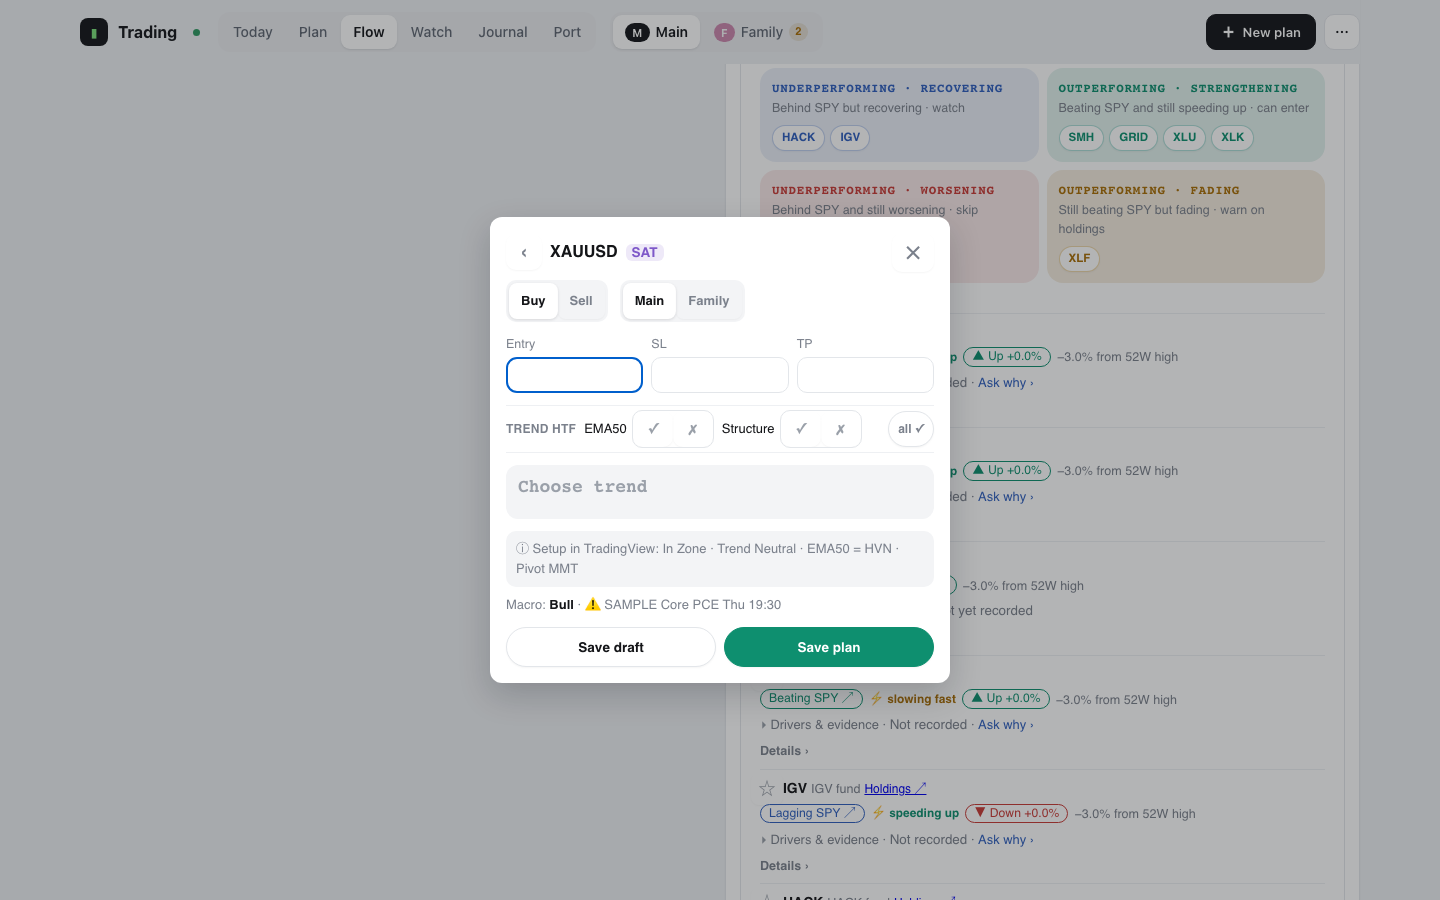 Trading
Today
Plan
Flow
Watch
Journal
Port
M Main
F Family 2
+ New plan
...
UNDERPERFORMING · RECOVERING
Behind SPY but recovering · watch
HACK
IGV
OUTPERFORMING · STRENGTHENING
Beating SPY and still speeding up · can enter
SMH
GRID
XLU
XLK
UNDERPERFORMING · WORSENING
Behind SPY and still worsening · skip
OUTPERFORMING · FADING
Still beating SPY but fading · warn on
holdings
XLF
‹ XAUUSD SAT ✕
Buy
Sell
Main
Family
Entry
SL
TP
TREND HTF EMA50 ✓ ✗ Structure ✓ ✗ all ✓
Choose trend
ⓘ Setup in TradingView: In Zone · Trend Neutral · EMA50 = HVN ·
Pivot MMT
Macro: Bull · ⚠️ SAMPLE Core PCE Thu 19:30
Save draft
Save plan
▲ Up +0.0% −3.0% from 52W high
· Ask why ›
▲ Up +0.0% −3.0% from 52W high
· Ask why ›
−3.0% from 52W high
yet recorded
Beating SPY ↗ ⚡ slowing fast ▲ Up +0.0% −3.0% from 52W high
▸ Drivers & evidence · Not recorded · Ask why ›
Details ›
☆ IGV IGV fund Holdings ↗
Lagging SPY ↗ ⚡ speeding up ▼ Down +0.0% −3.0% from 52W high
▸ Drivers & evidence · Not recorded · Ask why ›
Details ›